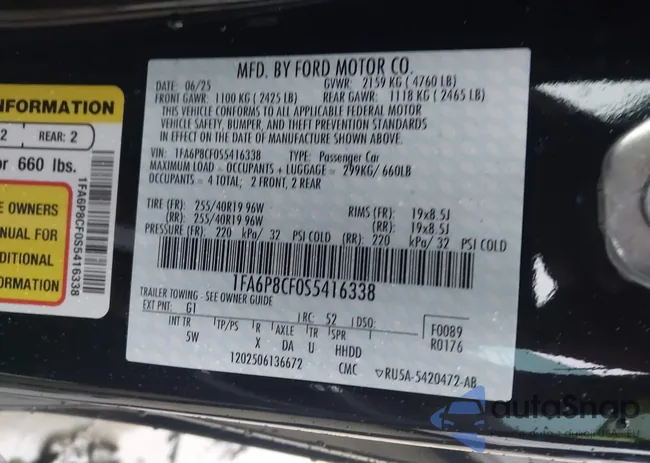 INFORMATION
2 REAR: 2
or 660 lbs.
E OWNERS
ANUAL FOR
DITIONAL
ORMATION
1FA6P8CF0S5416338
MFD. BY FORD MOTOR CO.
DATE: 06/25 GVWR: 2159 KG (4760 LB)
FRONT GAWR: 1100 KG (2425 LB) REAR GAWR: 1118 KG (2465 LB)
THIS VEHICLE CONFORMS TO ALL APPLICABLE FEDERAL MOTOR
VEHICLE SAFETY, BUMPER, AND THEFT PREVENTION STANDARDS
IN EFFECT ON THE DATE OF MANUFACTURE SHOWN ABOVE.
VIN: 1FA6P8CF0S5416338 TYPE: Passenger Car
MAXIMUM LOAD = OCCUPANTS + LUGGAGE = 299KG/ 660LB
OCCUPANTS = 4 TOTAL; 2 FRONT, 2 REAR
TIRE (FR): 255/40R19 96W RIMS (FR): 19x8.5J
(RR): 255/40R19 96W (RR): 19x8.5J
PRESSURE (FR): 220 kPa/ 32 PSI COLD (RR): 220 kPa/ 32 PSI COLD
1FA6P8CF0S5416338
TRAILER TOWING - SEE OWNER GUIDE
EXT PNT: G1 RC: 52 DSO: F0089
INT TR TP/PS R AXLE TR SPR R0176
5W X DA U HHDD
1202506136672 CMC RU5A-5420472-AB
autoShop